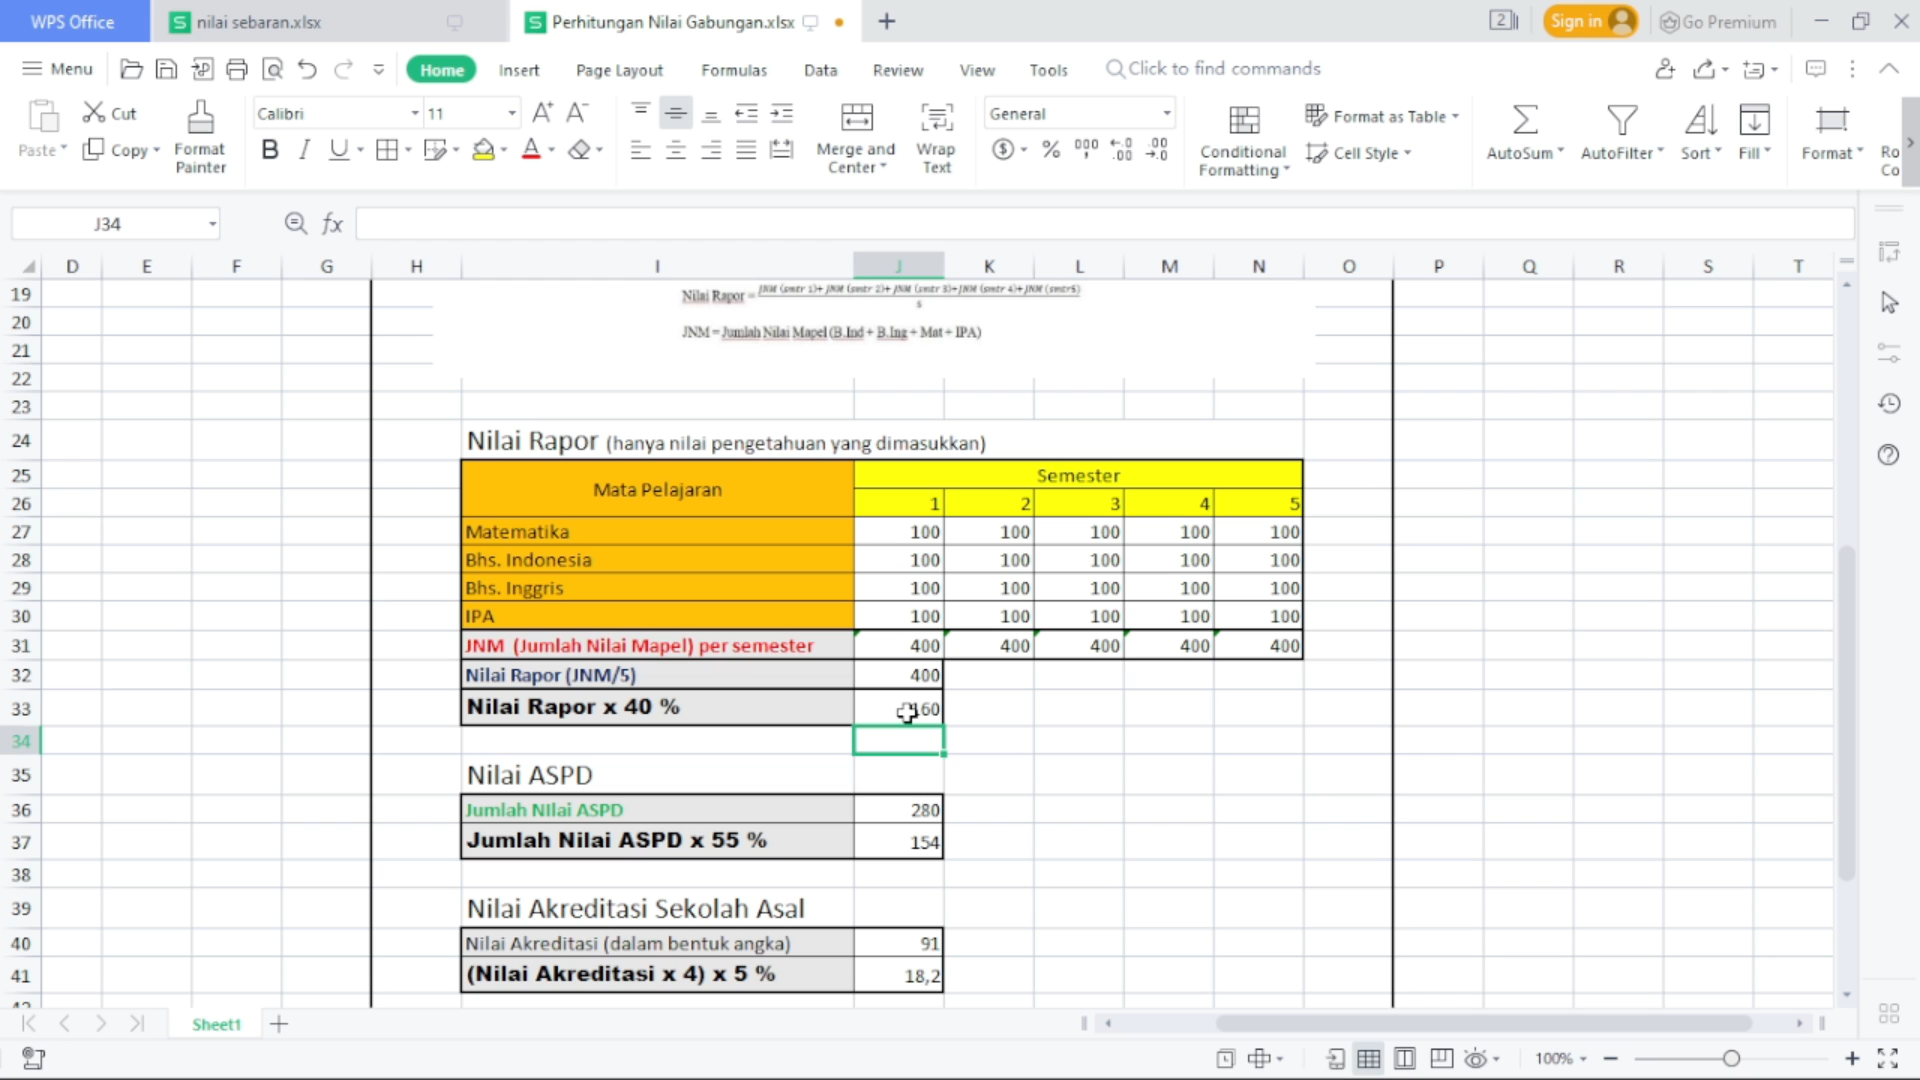 WPS Office nilai sebaran.xlsx Perhitungan Nilai Gabungan.xlsx + 2 Sign in Go Premium
Menu Home Insert Page Layout Formulas Data Review View Tools Click to find commands
Paste Cut Copy Format Painter Calibri 11 Merge and Center Wrap Text General Conditional Formatting Format as Table Cell Style AutoSum AutoFilter Sort Fill Format Ro Co
J34 fx
D E F G H I J K L M N O P Q R S T
19 Nilai Rapor = JNM (smtr 1)+ JNM (smtr 2)+ JNM (smtr 3)+JNM (smtr 4)+JNM (smtr5)
5
20 JNM = Jumlah Nilai Mapel (B.Ind + B.Ing + Mat + IPA)
21
22
23
24 Nilai Rapor (hanya nilai pengetahuan yang dimasukkan)
25 Mata Pelajaran Semester
26 1 2 3 4 5
27 Matematika 100 100 100 100 100
28 Bhs. Indonesia 100 100 100 100 100
29 Bhs. Inggris 100 100 100 100 100
30 IPA 100 100 100 100 100
31 JNM (Jumlah Nilai Mapel) per semester 400 400 400 400 400
32 Nilai Rapor (JNM/5) 400
33 Nilai Rapor x 40 % 160
34
35 Nilai ASPD
36 Jumlah NIlai ASPD 280
37 Jumlah Nilai ASPD x 55 % 154
38
39 Nilai Akreditasi Sekolah Asal
40 Nilai Akreditasi (dalam bentuk angka) 91
41 (Nilai Akreditasi x 4) x 5 % 18,2
Sheet1
100%